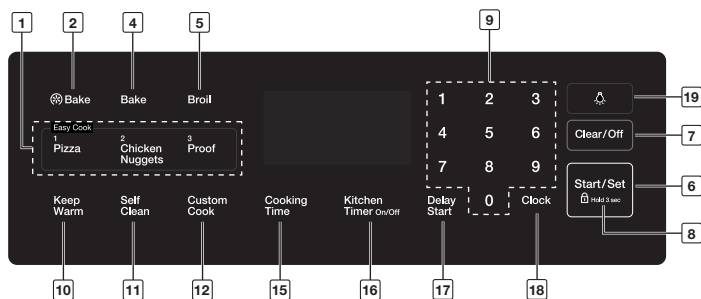 1 2 4 5 9
Bake Bake Broil
1 2 3
19
Easy Cook
1 Pizza
2 Chicken Nuggets
3 Proof
4 5 6
Clear/Off
7
7 8 9
Start/Set
6
Hold 3 sec
8
Keep Warm
Self Clean
Custom Cook
Cooking Time
Kitchen Timer On/Off
Delay Start
0
Clock
10 11 12 15 16 17 18